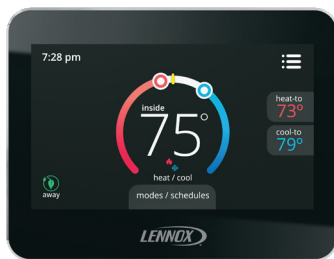 7:28 pm
inside
75°
heat / cool
heat-to
73°
cool-to
79°
away
modes / schedules
LENNOX